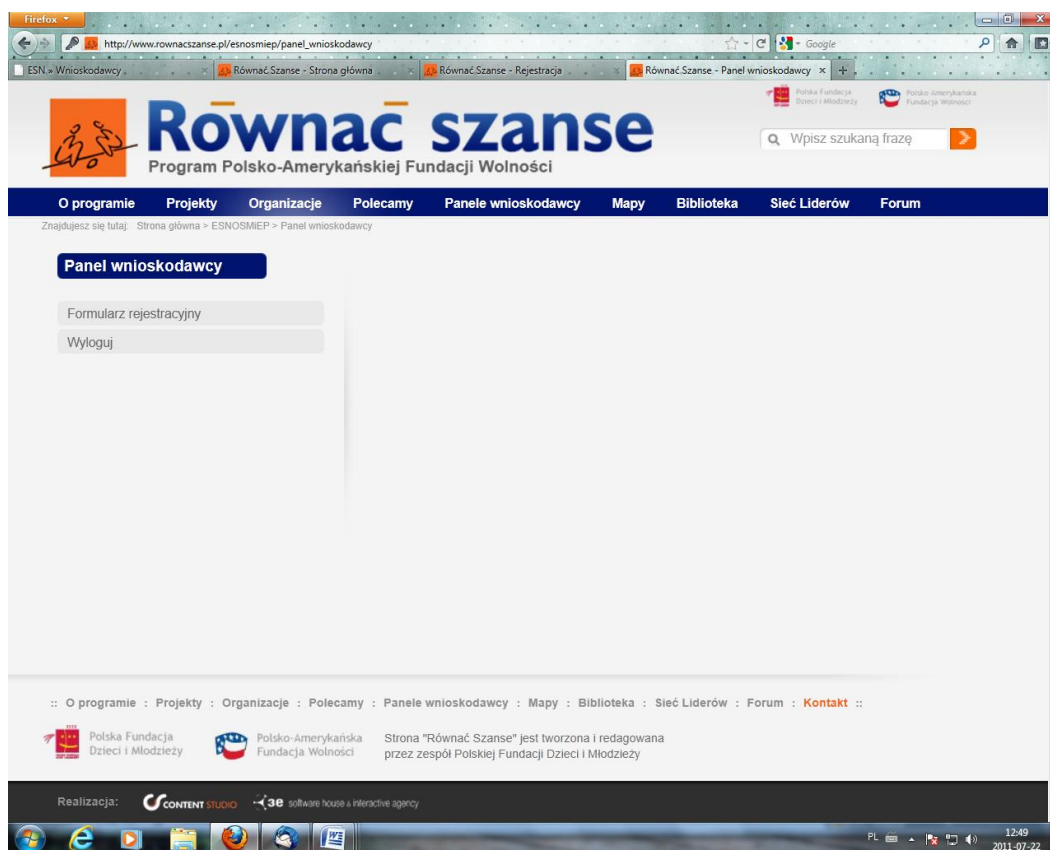 Firefox
http://www.rownacszanse.pl/esnosmiep/panel_wnioskodawcy
Google
ESN » Wnioskodawcy
Równać Szanse - Strona główna
Równać Szanse - Rejestracja
Równać Szanse - Panel wnioskodawcy
Polska Fundacja
Dzieci i Młodzieży
Polsko-Amerykańska
Fundacja Wolności
Równać szanse
Program Polsko-Amerykańskiej Fundacji Wolności
Wpisz szukaną frazę
O programie Projekty Organizacje Polecamy Panele wnioskodawcy Mapy Biblioteka Sieć Liderów Forum
Znajdujesz się tutaj: Strona główna > ESNOSMiEP > Panel wnioskodawcy
Panel wnioskodawcy
Formularz rejestracyjny
Wyloguj
:: O programie : Projekty : Organizacje : Polecamy : Panele wnioskodawcy : Mapy : Biblioteka : Sieć Liderów : Forum : Kontakt ::
Polska Fundacja
Dzieci i Młodzieży
Polsko-Amerykańska
Fundacja Wolności
Strona "Równać Szanse" jest tworzona i redagowana
przez zespół Polskiej Fundacji Dzieci i Młodzieży
Realizacja: CONTENT STUDIO 3e software house & interactive agency
PL 12:49
2011-07-22